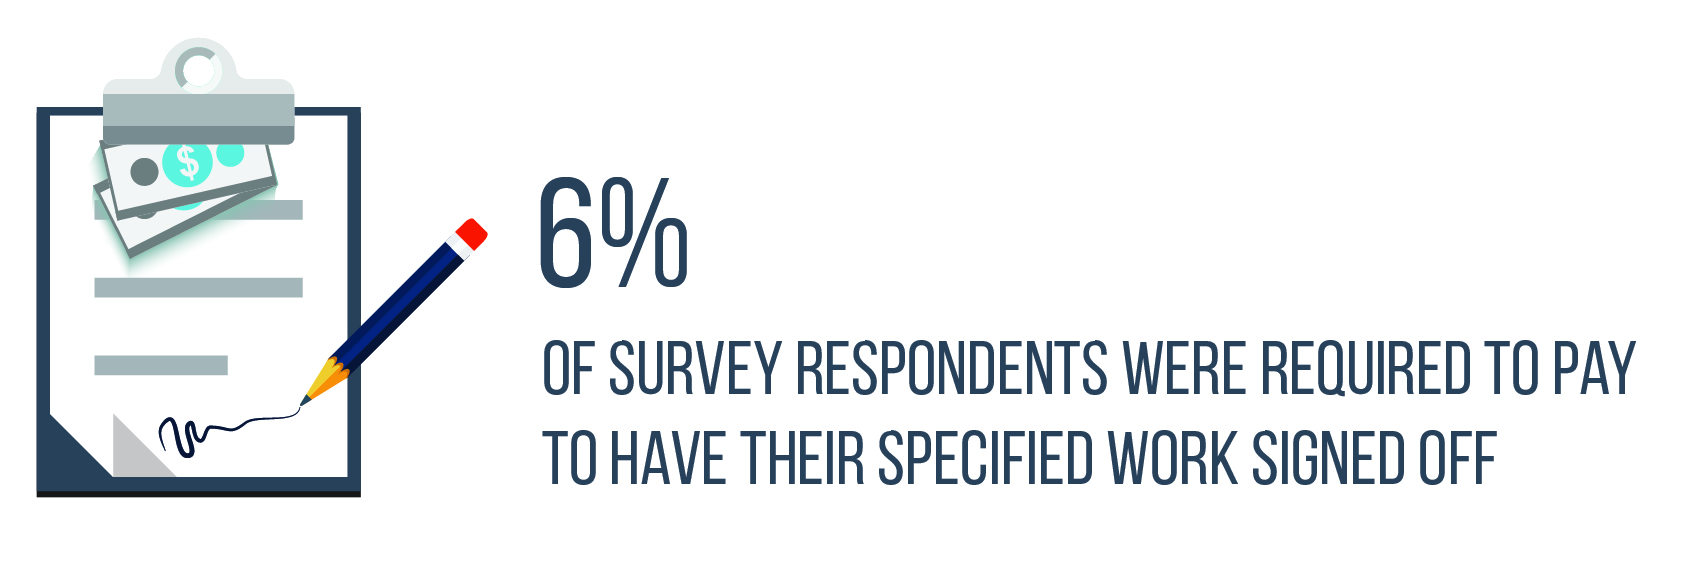 $
6%
OF SURVEY RESPONDENTS WERE REQUIRED TO PAY
TO HAVE THEIR SPECIFIED WORK SIGNED OFF